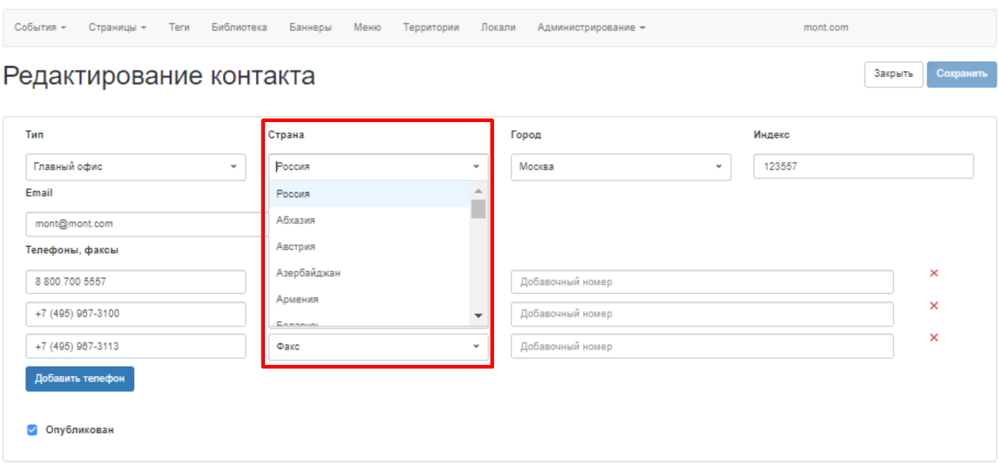 События Страницы Теги Библиотека Баннеры Меню Территории Локали Администрирование mont.com
Редактирование контакта
Закрыть Сохранить
Тип Страна Город Индекс
Главный офис Россия Москва 123557
Email
Россия
mont@mont.com
Абхазия
Австрия
Телефоны, факсы
Азербайджан
8 800 700 5557 Добавочный номер
Армения
+7 (495) 967-3100 Добавочный номер
Беларусь
+7 (495) 967-3113 Факс Добавочный номер
Добавить телефон
Опубликован